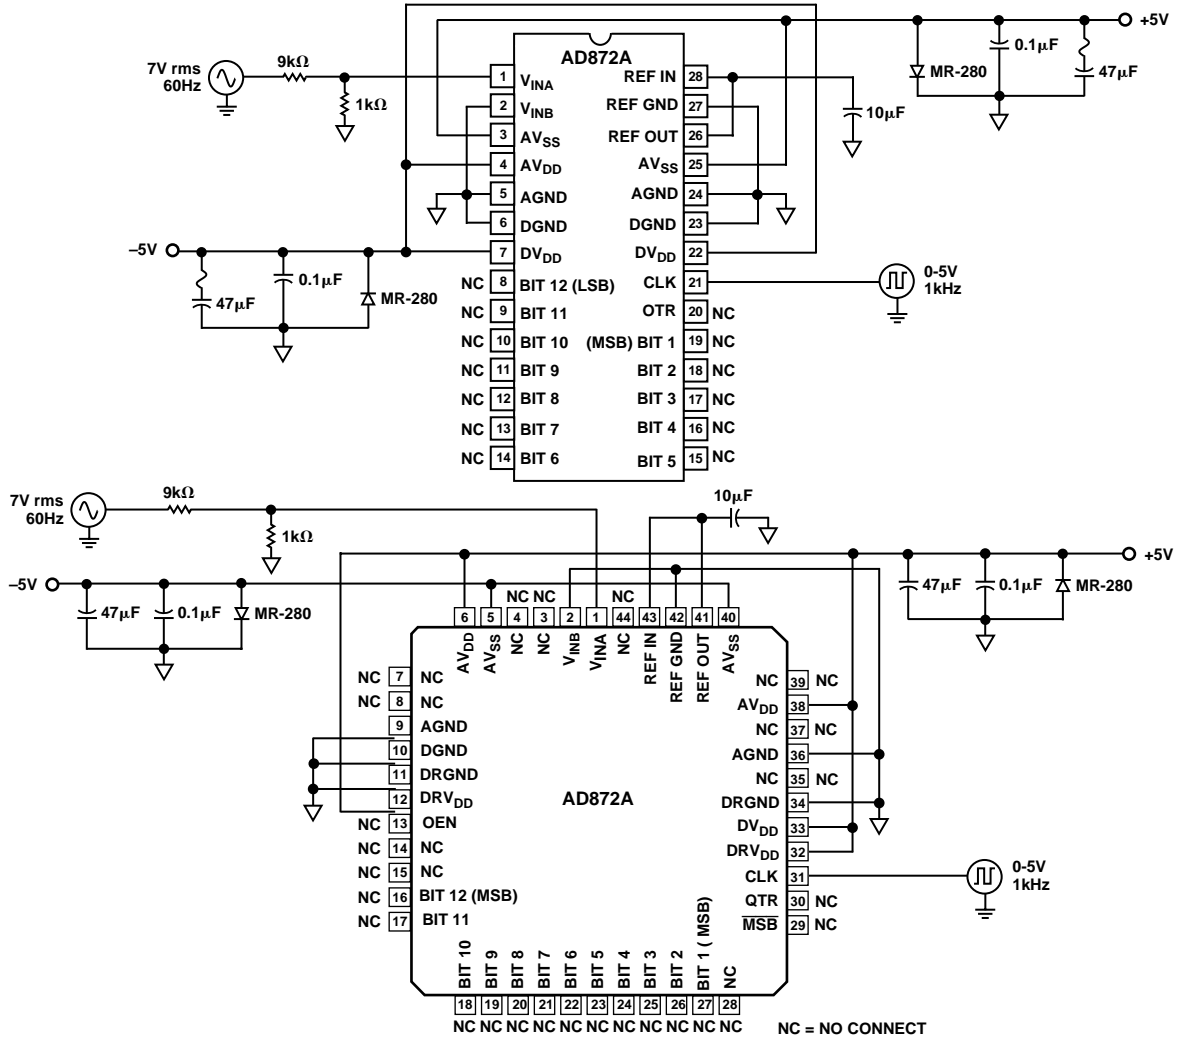 +5V
AD872A
7V rms
60Hz
9kΩ
1kΩ
1 VINA
2 VINB
3 AVSS
4 AVDD
5 AGND
6 DGND
7 DVDD
NC 8 BIT 12 (LSB)
NC 9 BIT 11
NC 10 BIT 10
NC 11 BIT 9
NC 12 BIT 8
NC 13 BIT 7
NC 14 BIT 6
REF IN 28
REF GND 27
REF OUT 26
AVSS 25
AGND 24
DGND 23
DVDD 22
CLK 21
OTR 20 NC
(MSB) BIT 1 19 NC
BIT 2 18 NC
BIT 3 17 NC
BIT 4 16 NC
BIT 5 15 NC
MR-280
0.1µF
47µF
10µF
0-5V
1kHz
–5V
47µF
0.1µF
MR-280
7V rms
60Hz
9kΩ
1kΩ
10µF
+5V
47µF
0.1µF
MR-280
–5V
47µF
0.1µF
MR-280
NC NC NC
6 5 4 3 2 1 44 43 42 41 40
AVDD
AVSS
NC
NC
VINB
VINA
NC
REF IN
REF GND
REF OUT
AVSS
NC 7 NC
NC 8 NC
9 AGND
10 DGND
11 DRGND
12 DRVDD
NC 13 OEN
NC 14 NC
NC 15 NC
NC 16 BIT 12 (MSB)
NC 17 BIT 11
AD872A
NC 39 NC
AVDD 38
NC 37 NC
AGND 36
NC 35 NC
DRGND 34
DVDD 33
DRVDD 32
CLK 31
QTR 30 NC
MSB 29 NC
0-5V
1kHz
BIT 10
BIT 9
BIT 8
BIT 7
BIT 6
BIT 5
BIT 4
BIT 3
BIT 2
BIT 1 ( MSB)
NC
18 19 20 21 22 23 24 25 26 27 28
NC NC NC NC NC NC NC NC NC NC NC
NC = NO CONNECT